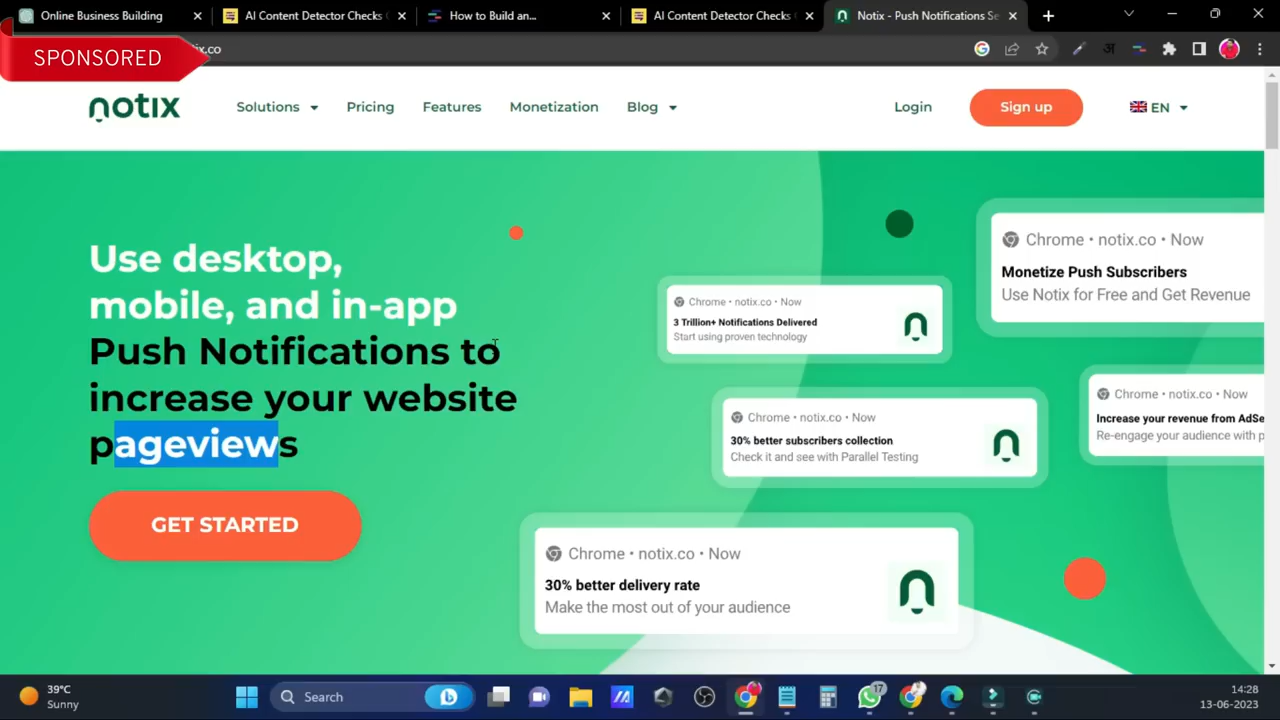 Online Business Building
AI Content Detector Checks
How to Build an...
AI Content Detector Checks
Notix - Push Notifications Se
SPONSORED
ix.co
notix
Solutions
Pricing
Features
Monetization
Blog
Login
Sign up
EN
Use desktop,
mobile, and in-app
Push Notifications to
increase your website
pageviews
GET STARTED
Chrome • notix.co • Now
Monetize Push Subscribers
Use Notix for Free and Get Revenue
Chrome • notix.co • Now
3 Trillion+ Notifications Delivered
Start using proven technology
Chrome • notix.co • Now
Increase your revenue from AdSe
Re-engage your audience with p
Chrome • notix.co • Now
30% better subscribers collection
Check it and see with Parallel Testing
Chrome • notix.co • Now
30% better delivery rate
Make the most out of your audience
39°C
Sunny
Search
17
14:28
13-06-2023